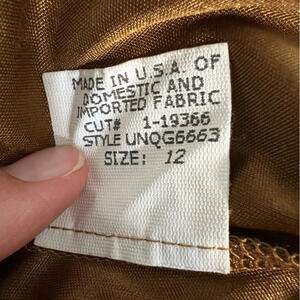 MADE IN U.S.A. OF
DOMESTIC AND
IMPORTED FABRIC
CUT# 1-19366
STYLE UNQG6663
SIZE: 12